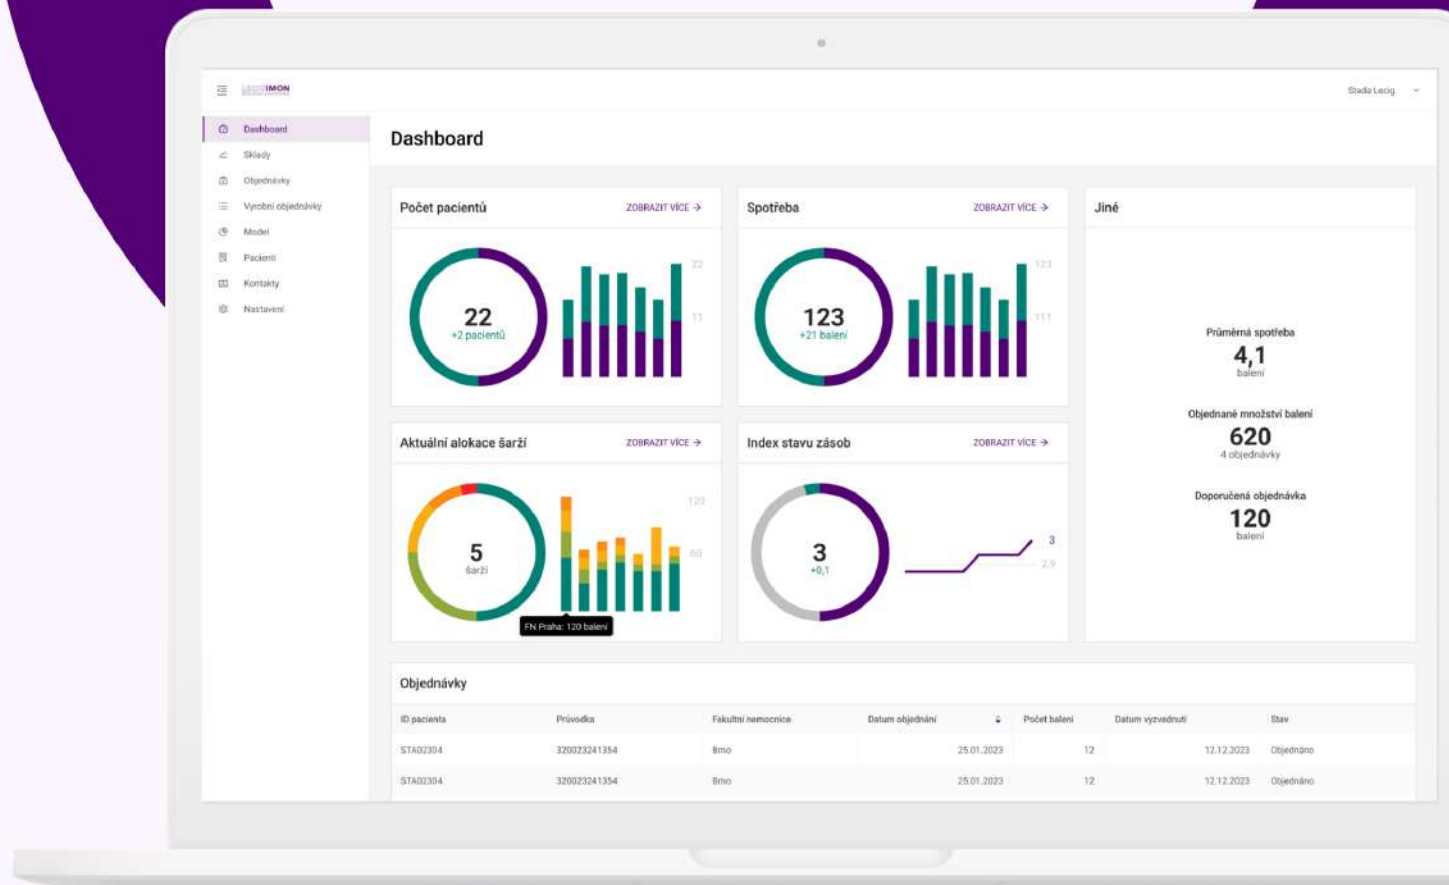 IMON
Stada Lecig
Dashboard
Sklady
Objednávky
Výrobní objednávky
Model
Pacienti
Kontakty
Nastavení
Dashboard
Počet pacientů
ZOBRAZIT VÍCE →
22
+2 pacientů
22
11
Spotřeba
ZOBRAZIT VÍCE →
123
+21 balení
123
111
Jiné
Průměrná spotřeba
4,1
balení
Objednané množství balení
620
4 objednávky
Doporučená objednávka
120
balení
Aktuální alokace šarží
ZOBRAZIT VÍCE →
5
šarží
120
60
FN Praha: 120 balení
Index stavu zásob
ZOBRAZIT VÍCE →
3
+0,1
3
2.9
Objednávky
ID pacienta Průvodka Fakultní nemocnice Datum objednání Počet balení Datum vyzvednutí Stav
STA02304 320023241354 Brno 25.01.2023 12 12.12.2023 Objednáno
STA02304 320023241354 Brno 25.01.2023 12 12.12.2023 Objednáno